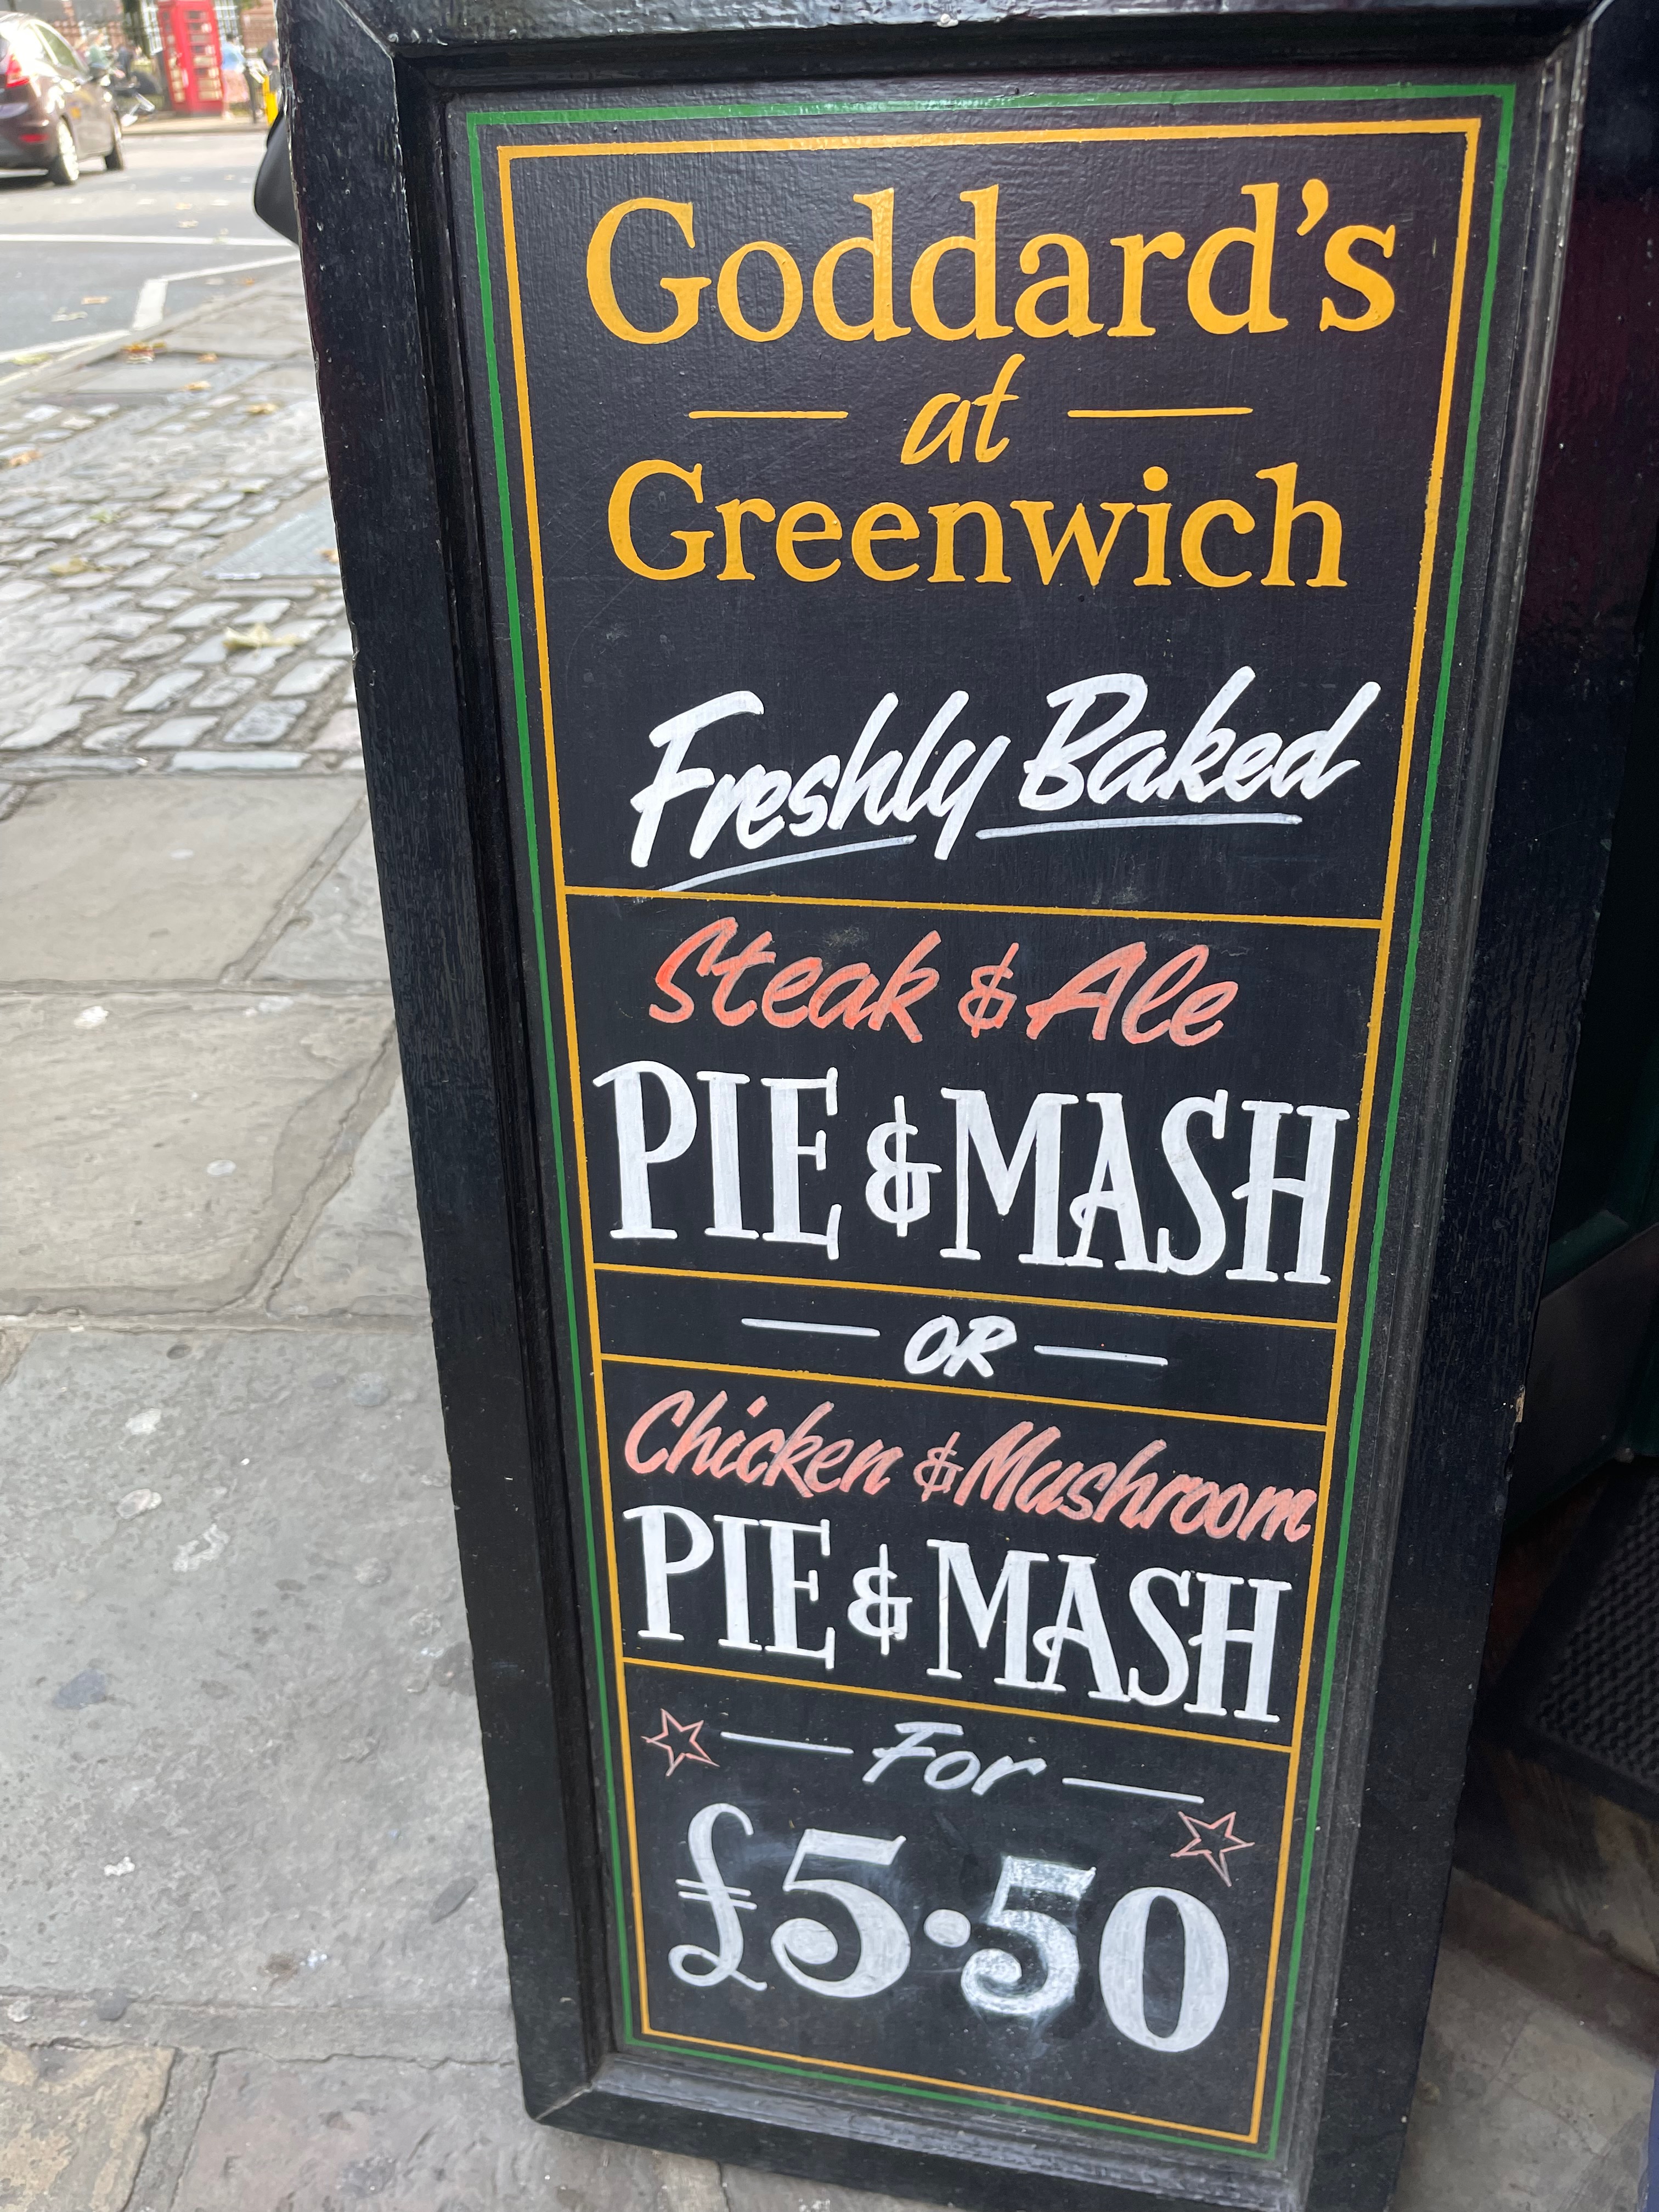 Goddard's
at
Greenwich
Freshly Baked
Steak & Ale
PIE & MASH
OR
Chicken & Mushroom
PIE & MASH
For
£5.50